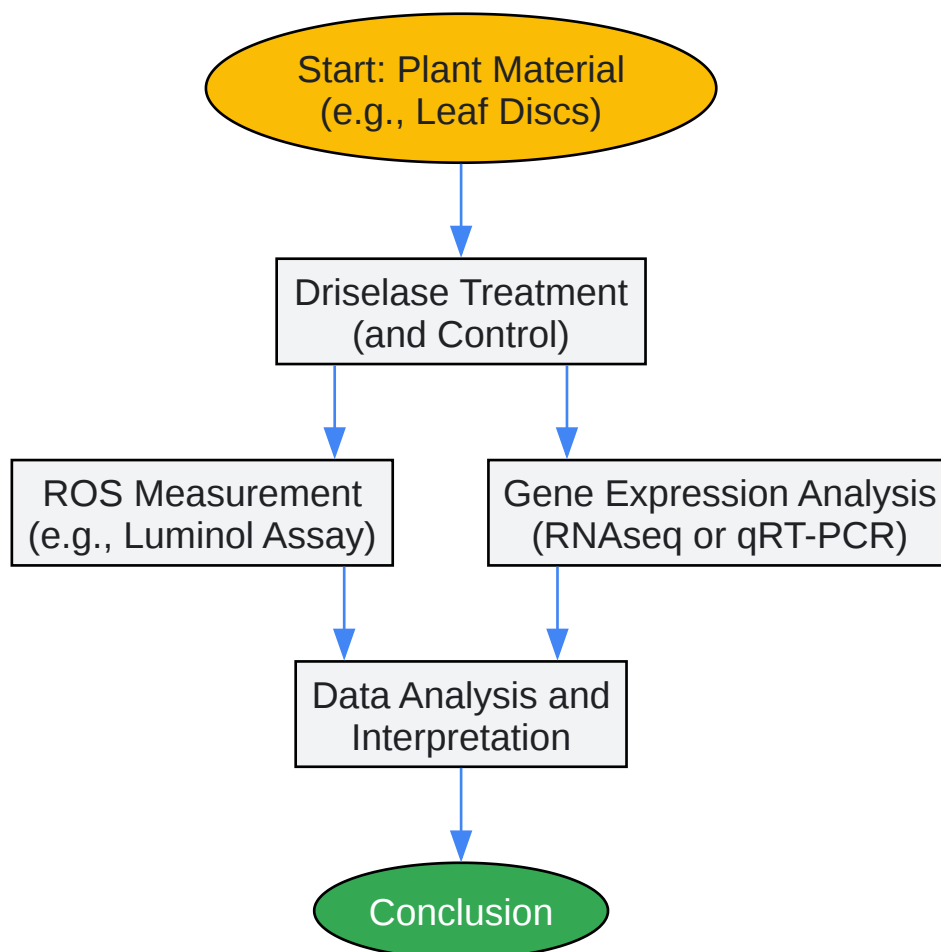 Start: Plant Material
(e.g., Leaf Discs)
Driselase Treatment
(and Control)
ROS Measurement
(e.g., Luminol Assay)
Gene Expression Analysis
(RNAseq or qRT-PCR)
Data Analysis and
Interpretation
Conclusion